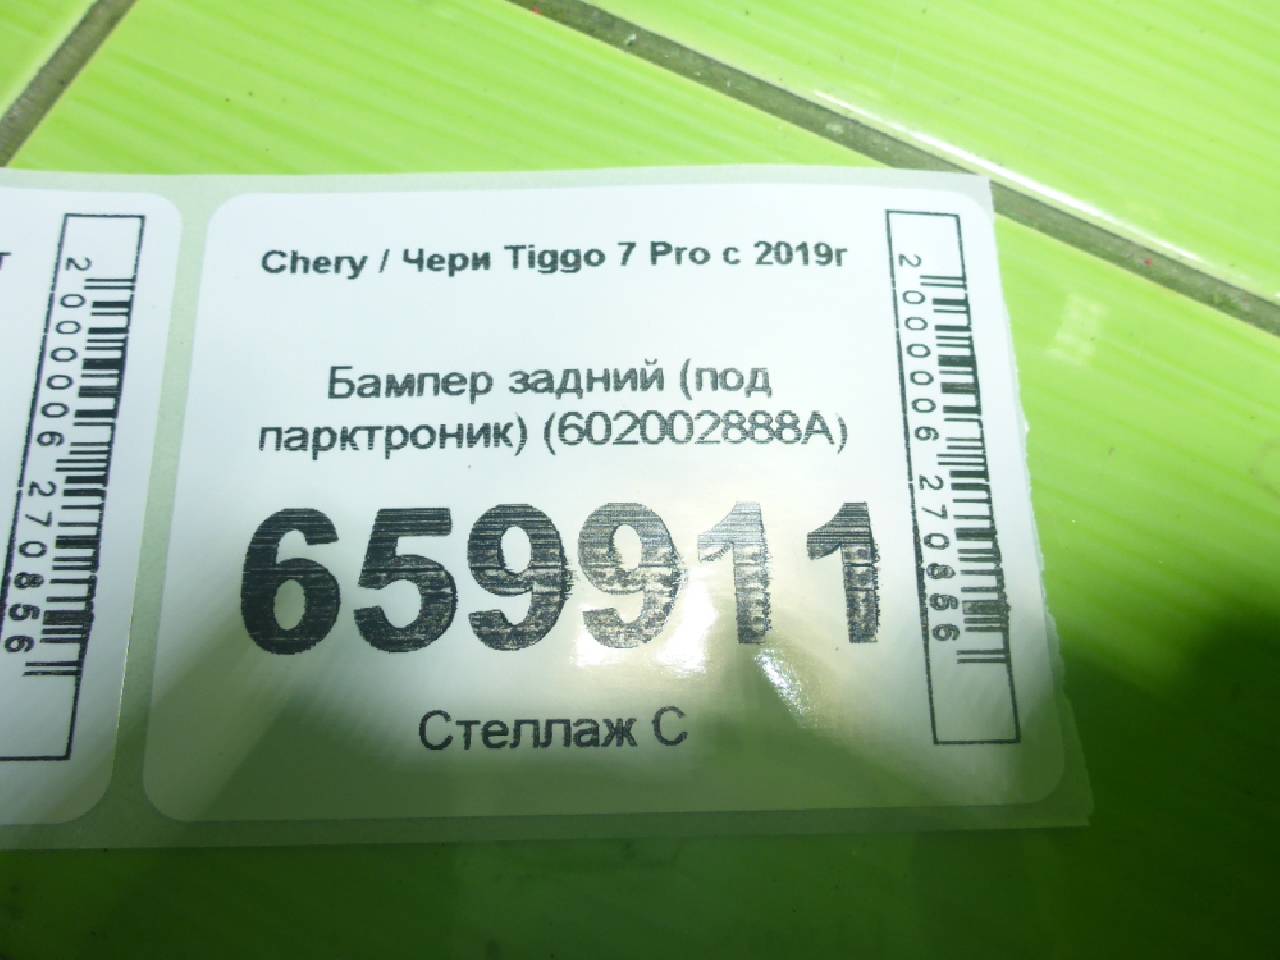 Chery / Чери Tiggo 7 Pro с 2019г
Бампер задний (под
парктроник) (602002888A)
659911
Стеллаж С
2000006270856
2000006270856
т